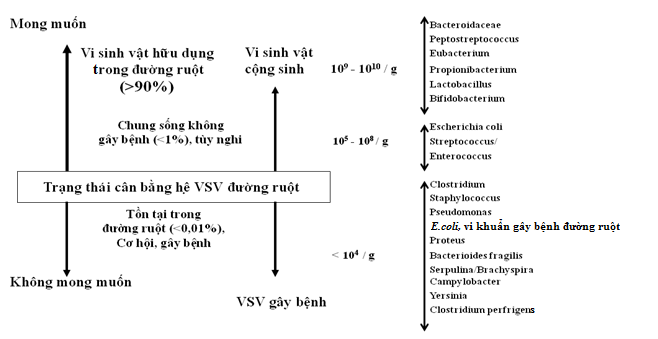 Mong muốn
Vi sinh vật hữu dụng
trong đường ruột
(>90%)
Vi sinh vật
cộng sinh
10⁹ - 10¹⁰ / g
Bacteroidaceae
Peptostreptococcus
Eubacterium
Propionibacterium
Lactobacillus
Bifidobacterium
Chung sống không
gây bệnh (<1%), tùy nghi
10⁵ - 10⁸ / g
Escherichia coli
Streptococcus/
Enterococcus
Trạng thái cân bằng hệ VSV đường ruột
Tồn tại trong
đường ruột (<0,01%),
Cơ hội, gây bệnh
< 10⁴ / g
Clostridium
Staphylococcus
Pseudomonas
E.coli, vi khuẩn gây bệnh đường ruột
Proteus
Bacterioides fragilis
Serpulina/Brachyspira
Campylobacter
Yersinia
Clostridium perfrigens
Không mong muốn
VSV gây bệnh